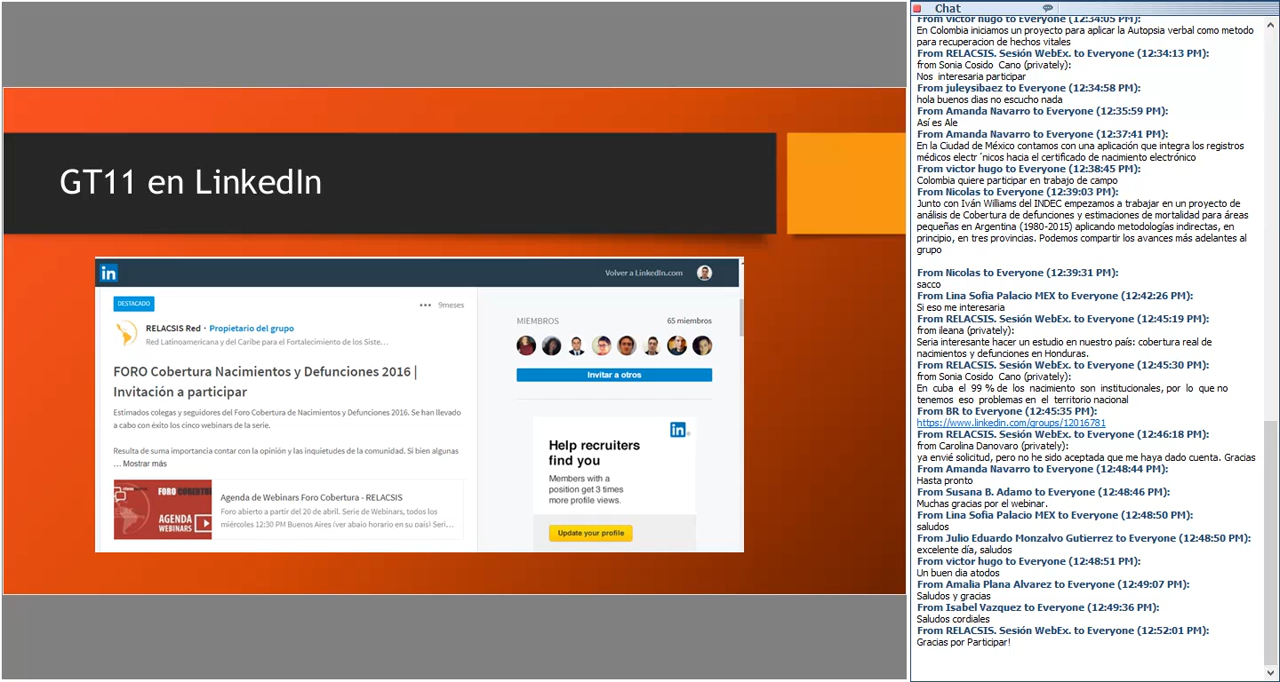 GT11 en LinkedIn
in
Volver a LinkedIn.com
DESTACADO
••• 9meses
RELACSIS Red • Propietario del grupo
Red Latinoamericana y del Caribe para el Fortalecimiento de los Siste...
FORO Cobertura Nacimientos y Defunciones 2016 |
Invitación a participar
Estimados colegas y seguidores del Foro Cobertura de Nacimientos y Defunciones 2016. Se han llevado
a cabo con éxito los cinco webinars de la serie.
Resulta de suma importancia contar con la opinión y las inquietudes de la comunidad. Si bien algunas
... Mostrar más
FORO COBERTUR
AGENDA
WEBINARS
Agenda de Webinars Foro Cobertura - RELACSIS
Foro abierto a partir del 20 de abril. Serie de Webinars, todos los
miércoles 12:30 PM Buenos Aires (ver abajo horario en su país) Seri...
MIEMBROS
65 miembros
Invitar a otros
in
Help recruiters
find you
Members with a
position get 3 times
more profile views.
Update your profile
Chat
From victor hugo to Everyone (12:34:05 PM):
En Colombia iniciamos un proyecto para aplicar la Autopsia verbal como metodo
para recuperacion de hechos vitales
From RELACSIS. Sesión WebEx. to Everyone (12:34:13 PM):
from Sonia Cosido Cano (privately):
Nos interesaria participar
From juleysibaez to Everyone (12:34:58 PM):
hola buenos dias no escucho nada
From Amanda Navarro to Everyone (12:35:59 PM):
Así es Ale
From Amanda Navarro to Everyone (12:37:41 PM):
En la Ciudad de México contamos con una aplicación que integra los registros
médicos electr´nicos hacia el certificado de nacimiento electrónico
From victor hugo to Everyone (12:38:45 PM):
Colombia quiere participar en trabajo de campo
From Nicolas to Everyone (12:39:03 PM):
Junto con Iván Williams del INDEC empezamos a trabajar en un proyecto de
análisis de Cobertura de defunciones y estimaciones de mortalidad para áreas
pequeñas en Argentina (1980-2015) aplicando metodologías indirectas, en
principio, en tres provincias. Podemos compartir los avances más adelantes al
grupo
From Nicolas to Everyone (12:39:31 PM):
sacco
From Lina Sofia Palacio MEX to Everyone (12:42:26 PM):
Si eso me interesaria
From RELACSIS. Sesión WebEx. to Everyone (12:45:19 PM):
from ileana (privately):
Seria interesante hacer un estudio en nuestro país: cobertura real de
nacimientos y defunciones en Honduras.
From RELACSIS. Sesión WebEx. to Everyone (12:45:30 PM):
from Sonia Cosido Cano (privately):
En cuba el 99 % de los nacimiento son institucionales, por lo que no
tenemos eso problemas en el territorio nacional
From BR to Everyone (12:45:35 PM):
https://www.linkedin.com/groups/12016781
From RELACSIS. Sesión WebEx. to Everyone (12:46:18 PM):
from Carolina Danovaro (privately):
ya envié solicitud, pero no he sido aceptada que me haya dado cuenta. Gracias
From Amanda Navarro to Everyone (12:48:44 PM):
Hasta pronto
From Susana B. Adamo to Everyone (12:48:46 PM):
Muchas gracias por el webinar.
From Lina Sofia Palacio MEX to Everyone (12:48:50 PM):
saludos
From Julio Eduardo Monzalvo Gutierrez to Everyone (12:48:50 PM):
excelente día, saludos
From victor hugo to Everyone (12:48:51 PM):
Un buen dia atodos
From Amalia Plana Alvarez to Everyone (12:49:07 PM):
Saludos y gracias
From Isabel Vazquez to Everyone (12:49:36 PM):
Saludos cordiales
From RELACSIS. Sesión WebEx. to Everyone (12:52:01 PM):
Gracias por Participar!